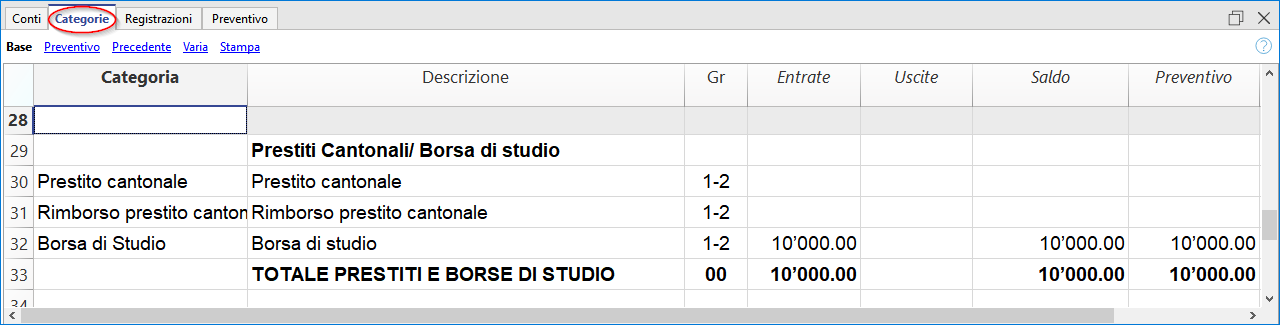 Conti Categorie Registrazioni Preventivo
Base Preventivo Precedente Varia Stampa ?
Categoria Descrizione Gr Entrate Uscite Saldo Preventivo
28
29 Prestiti Cantonali/ Borsa di studio
30 Prestito cantonale Prestito cantonale 1-2
31 Rimborso prestito canton Rimborso prestito cantonale 1-2
32 Borsa di Studio Borsa di studio 1-2 10’000.00 10’000.00 10’000.00
33 TOTALE PRESTITI E BORSE DI STUDIO 00 10’000.00 10’000.00 10’000.00
34